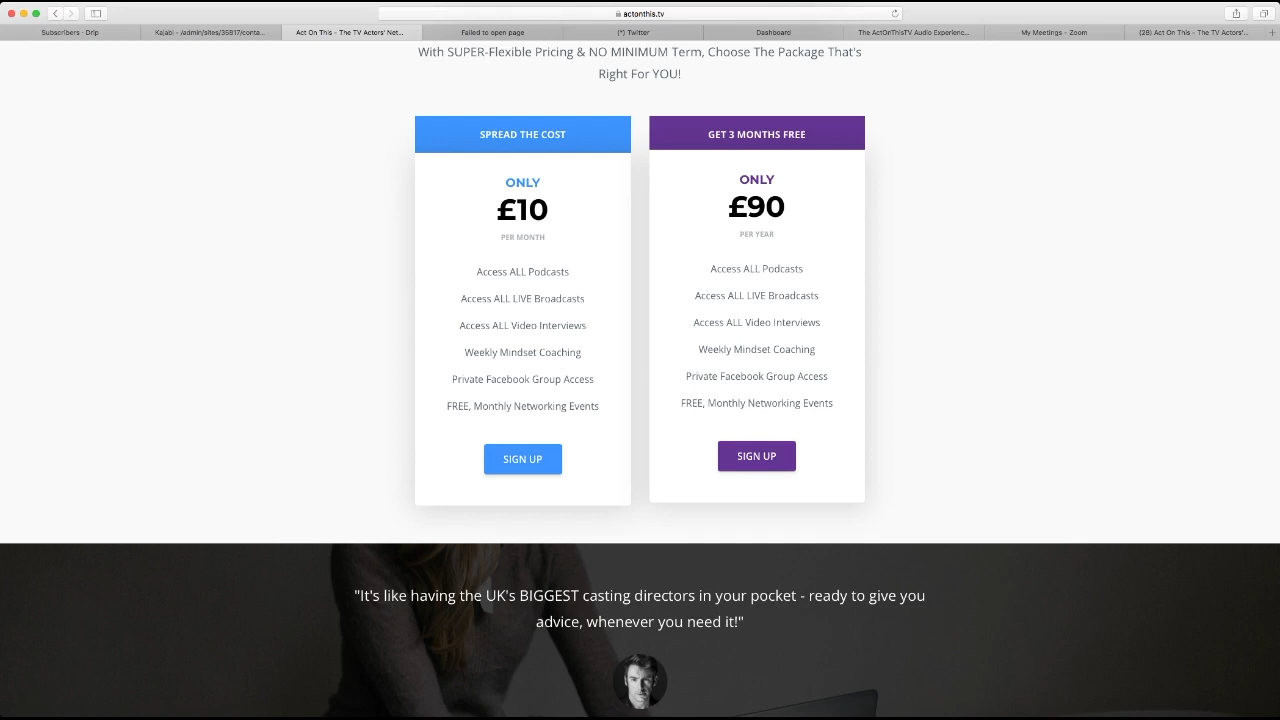 actonthis.tv
Subscribers - Drip
Kajabi - /admin/sites/35817/conta...
Act On This - The TV Actors' Net...
Failed to open page
(*) Twitter
Dashboard
The ActOnThisTV Audio Experienc...
My Meetings - Zoom
(28) Act On This - The TV Actors'...
With SUPER-Flexible Pricing & NO MINIMUM Term, Choose The Package That's
Right For YOU!
SPREAD THE COST
ONLY
£10
PER MONTH
Access ALL Podcasts
Access ALL LIVE Broadcasts
Access ALL Video Interviews
Weekly Mindset Coaching
Private Facebook Group Access
FREE, Monthly Networking Events
SIGN UP
GET 3 MONTHS FREE
ONLY
£90
PER YEAR
Access ALL Podcasts
Access ALL LIVE Broadcasts
Access ALL Video Interviews
Weekly Mindset Coaching
Private Facebook Group Access
FREE, Monthly Networking Events
SIGN UP
"It's like having the UK's BIGGEST casting directors in your pocket - ready to give you
advice, whenever you need it!"